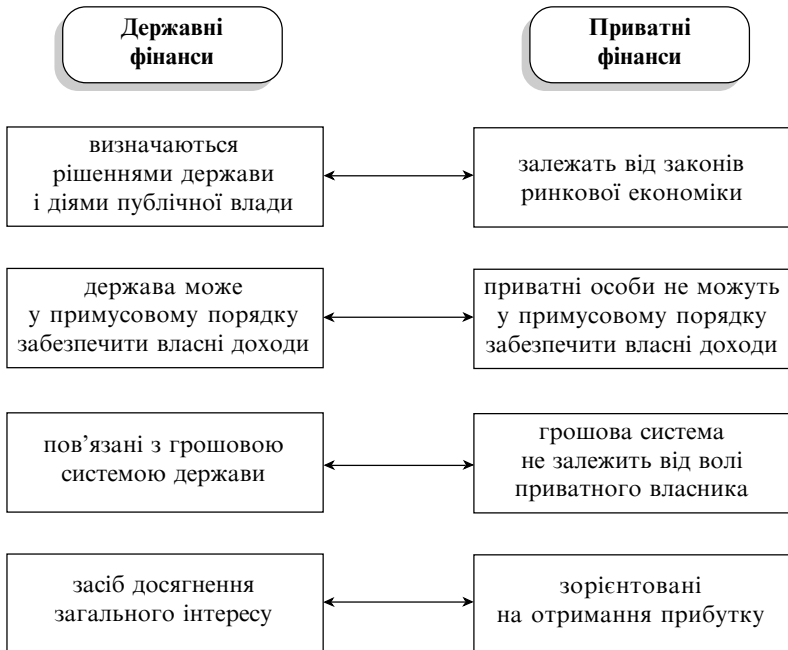 Державні
фінанси
Приватні
фінанси
визначаються
рішеннями держави
і діями публічної влади
залежать від законів
ринкової економіки
держава може
у примусовому порядку
забезпечити власні доходи
приватні особи не можуть
у примусовому порядку
забезпечити власні доходи
пов’язані з грошовою
системою держави
грошова система
не залежить від волі
приватного власника
засіб досягнення
загального інтересу
зорієнтовані
на отримання прибутку